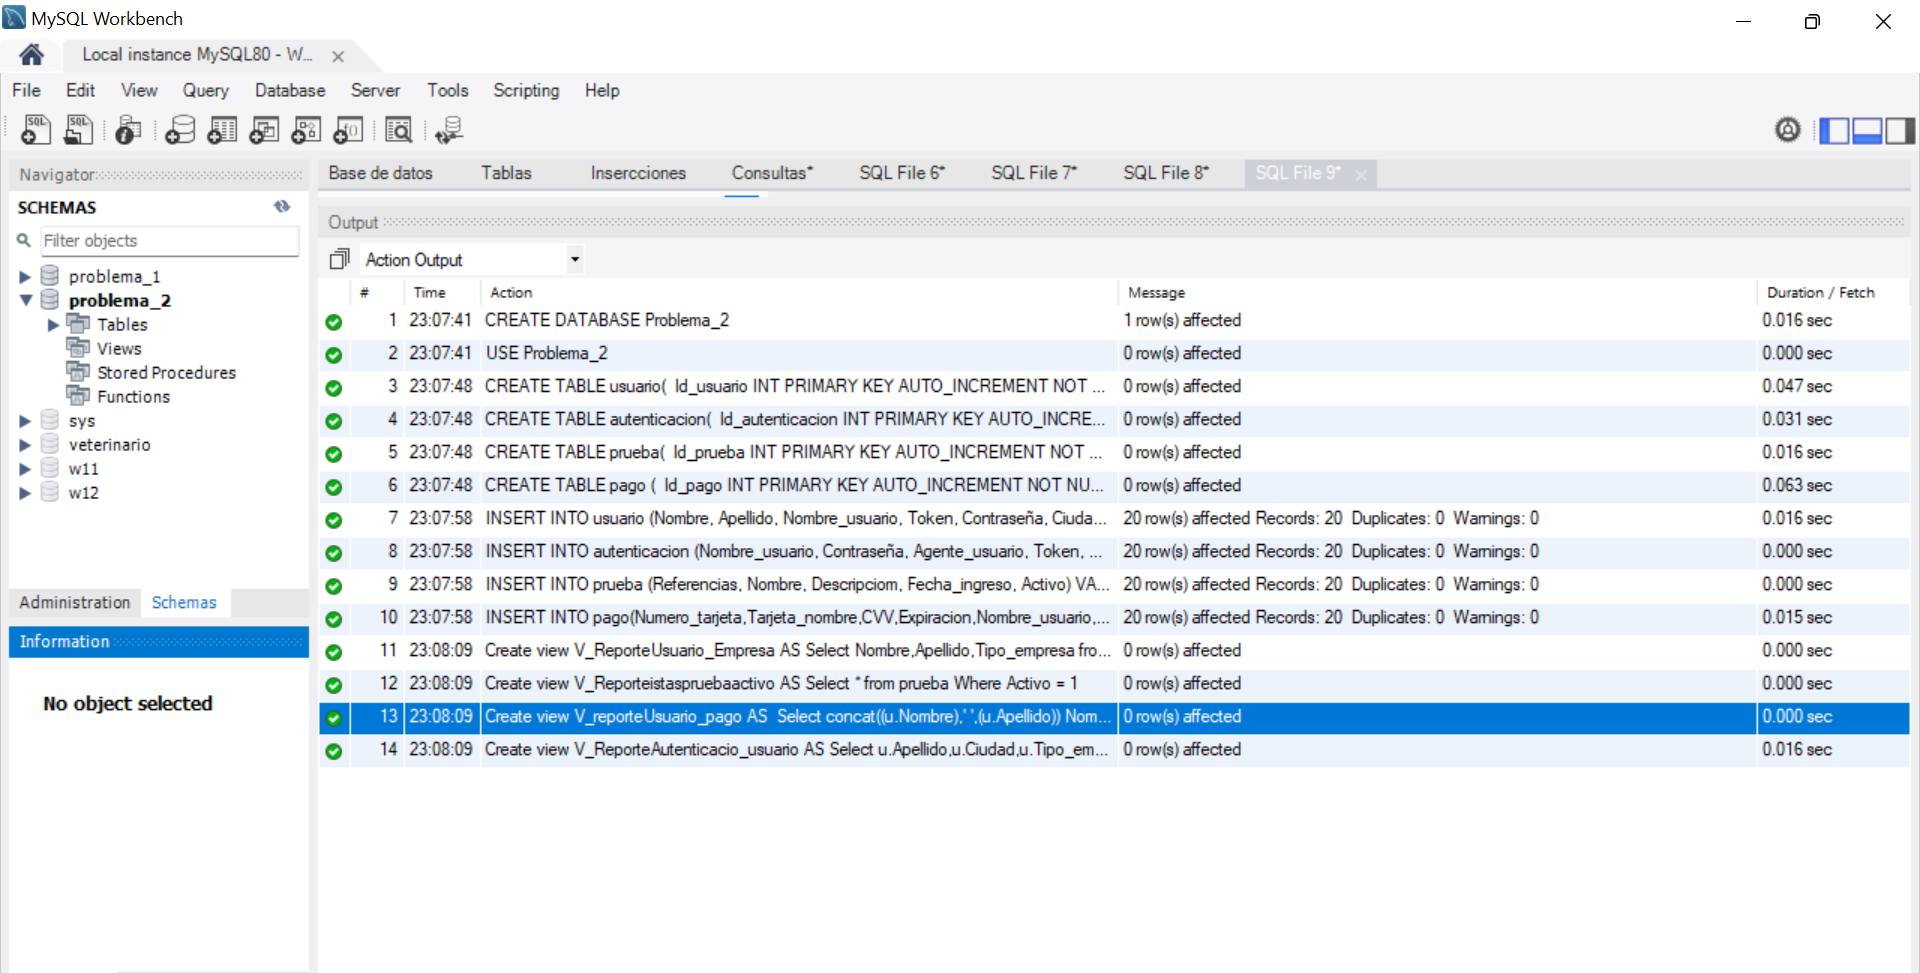 MySQL Workbench
Local instance MySQL80 - W...
File Edit View Query Database Server Tools Scripting Help
Navigator
SCHEMAS
Filter objects
problema_1
problema_2
Tables
Views
Stored Procedures
Functions
sys
veterinario
w11
w12
Administration Schemas
Information
No object selected
Base de datos Tablas Insercciones Consultas* SQL File 6* SQL File 7* SQL File 8* SQL File 9*
Output
Action Output
# Time Action Message Duration / Fetch
1 23:07:41 CREATE DATABASE Problema_2 1 row(s) affected 0.016 sec
2 23:07:41 USE Problema_2 0 row(s) affected 0.000 sec
3 23:07:48 CREATE TABLE usuario( Id_usuario INT PRIMARY KEY AUTO_INCREMENT NOT ... 0 row(s) affected 0.047 sec
4 23:07:48 CREATE TABLE autenticacion( Id_autenticacion INT PRIMARY KEY AUTO_INCRE... 0 row(s) affected 0.031 sec
5 23:07:48 CREATE TABLE prueba( Id_prueba INT PRIMARY KEY AUTO_INCREMENT NOT ... 0 row(s) affected 0.016 sec
6 23:07:48 CREATE TABLE pago ( Id_pago INT PRIMARY KEY AUTO_INCREMENT NOT NU... 0 row(s) affected 0.063 sec
7 23:07:58 INSERT INTO usuario (Nombre, Apellido, Nombre_usuario, Token, Contraseña, Ciuda... 20 row(s) affected Records: 20 Duplicates: 0 Warnings: 0 0.016 sec
8 23:07:58 INSERT INTO autenticacion (Nombre_usuario, Contraseña, Agente_usuario, Token, ... 20 row(s) affected Records: 20 Duplicates: 0 Warnings: 0 0.000 sec
9 23:07:58 INSERT INTO prueba (Referencias, Nombre, Descripciom, Fecha_ingreso, Activo) VA... 20 row(s) affected Records: 20 Duplicates: 0 Warnings: 0 0.000 sec
10 23:07:58 INSERT INTO pago(Numero_tarjeta,Tarjeta_nombre,CVV,Expiracion,Nombre_usuario,... 20 row(s) affected Records: 20 Duplicates: 0 Warnings: 0 0.015 sec
11 23:08:09 Create view V_ReporteUsuario_Empresa AS Select Nombre,Apellido,Tipo_empresa fro... 0 row(s) affected 0.000 sec
12 23:08:09 Create view V_Reporteistaspruebaactivo AS Select * from prueba Where Activo = 1 0 row(s) affected 0.000 sec
13 23:08:09 Create view V_reporteUsuario_pago AS Select concat((u.Nombre),' ',(u.Apellido)) Nom... 0 row(s) affected 0.000 sec
14 23:08:09 Create view V_ReporteAutenticacio_usuario AS Select u.Apellido,u.Ciudad,u.Tipo_em... 0 row(s) affected 0.016 sec